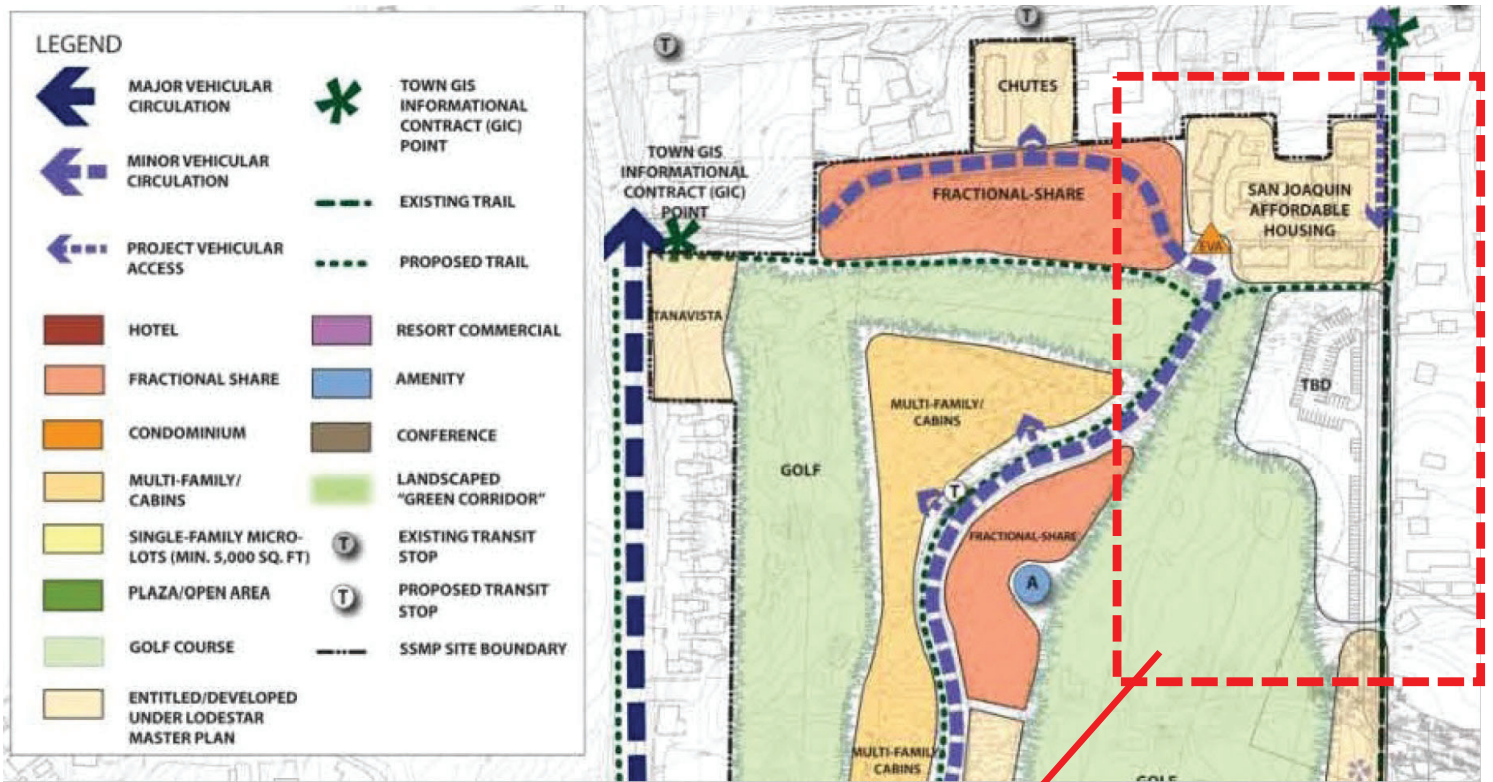 LEGEND
MAJOR VEHICULAR
CIRCULATION
MINOR VEHICULAR
CIRCULATION
PROJECT VEHICULAR
ACCESS
TOWN GIS
INFORMATIONAL
CONTRACT (GIC)
POINT
EXISTING TRAIL
PROPOSED TRAIL
HOTEL
FRACTIONAL SHARE
CONDOMINIUM
MULTI-FAMILY/
CABINS
SINGLE-FAMILY MICRO-
LOTS (MIN. 5,000 SQ. FT)
PLAZA/OPEN AREA
GOLF COURSE
ENTITLED/DEVELOPED
UNDER LODESTAR
MASTER PLAN
RESORT COMMERCIAL
AMENITY
CONFERENCE
LANDSCAPED
"GREEN CORRIDOR"
T
EXISTING TRANSIT
STOP
T
PROPOSED TRANSIT
STOP
SSMP SITE BOUNDARY
T
T
CHUTES
TOWN GIS
INFORMATIONAL
CONTRACT (GIC)
POINT
FRACTIONAL-SHARE
SAN JOAQUIN
AFFORDABLE
HOUSING
EVA
TANAVISTA
TBD
MULTI-FAMILY/
CABINS
GOLF
T
FRACTIONAL-SHARE
A
MULTI-FAMILY
CABINS
GOLF